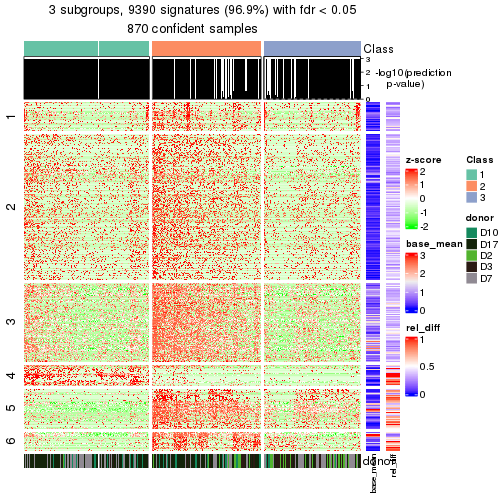 3 subgroups, 9390 signatures (96.9%) with fdr < 0.05
870 confident samples
Class
3
2
1
0
-log10(prediction
p-value)
1
2
3
4
5
6
z-score
2
1
0
-1
-2
base_mean
3
2
1
0
rel_diff
1
0.5
0
Class
1
2
3
donor
D10
D17
D2
D3
D7
donor
base_mean
rel_diff